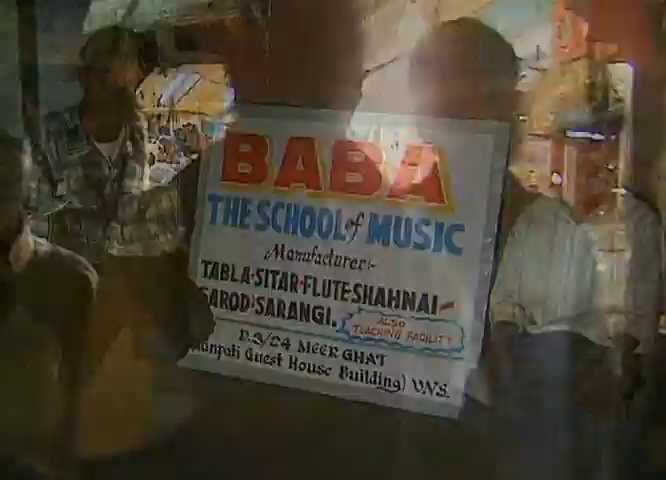 BABA
THE SCHOOL of MUSIC
Manufacturer:-
TABLA•SITAR•FLUTE•SHAHNAI-
SAROD•SARANGI.
ALSO
TEACHING FACILITY
D.3/24 MEER GHAT
Guest House Building) V.N.S.